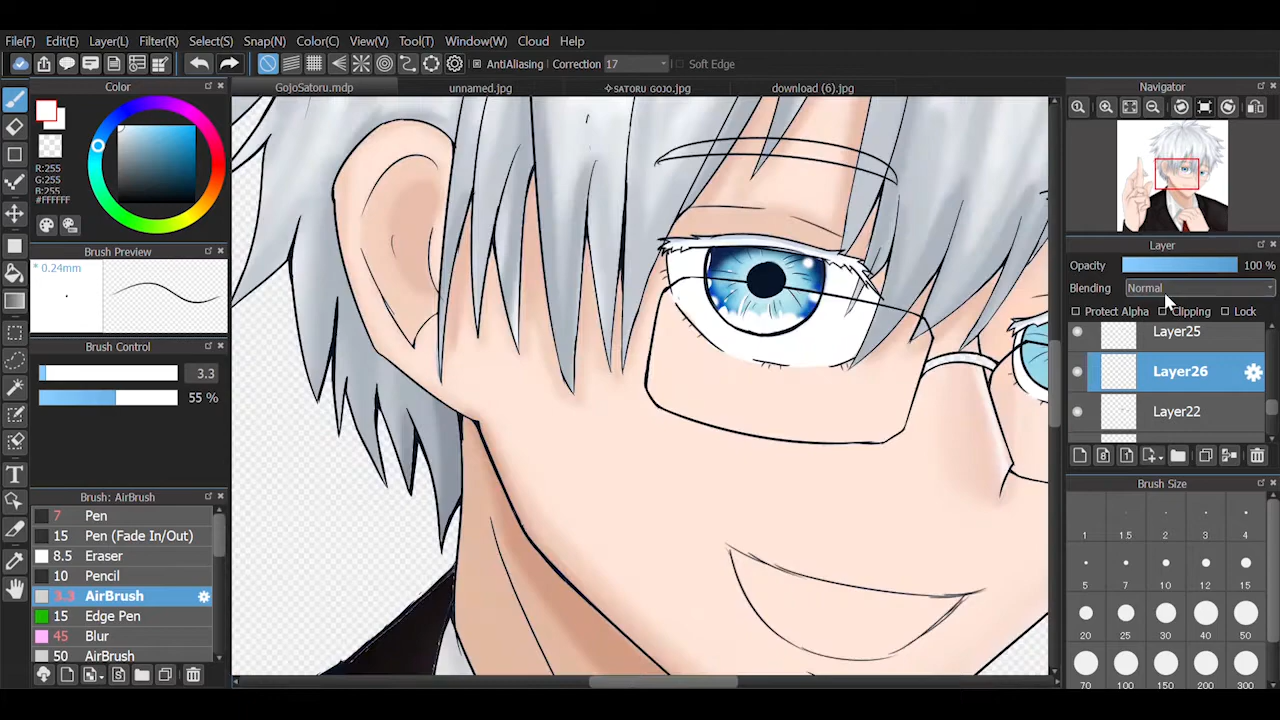 File(F) Edit(E) Layer(L) Filter(R) Select(S) Snap(N) Color(C) View(V) Tool(T) Window(W) Cloud Help
AntiAliasing Correction 17 Soft Edge
Color
GojoSatoru.mdp unnamed.jpg ✧SATORU GOJO.jpg download (6).jpg
Navigator
R:255
G:255
B:255
#FFFFFF
Brush Preview
* 0.24mm
Brush Control
3.3
55 %
Brush: AirBrush
7 Pen
15 Pen (Fade In/Out)
8.5 Eraser
10 Pencil
3.3 AirBrush
15 Edge Pen
45 Blur
50 AirBrush
Layer
Opacity 100 %
Blending Normal
Protect Alpha Clipping Lock
Layer25
Layer26
Layer22
Brush Size
1 1.5 2 3 4
5 7 10 12 15
20 25 30 40 50
70 100 150 200 300